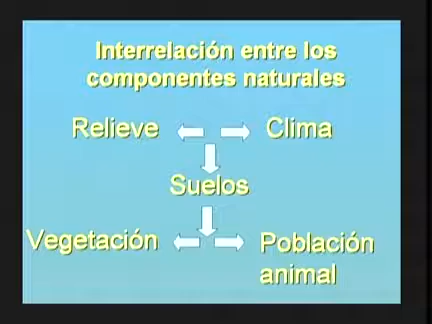 Interrelación entre los
componentes naturales
Relieve Clima
Suelos
Vegetación Población
animal